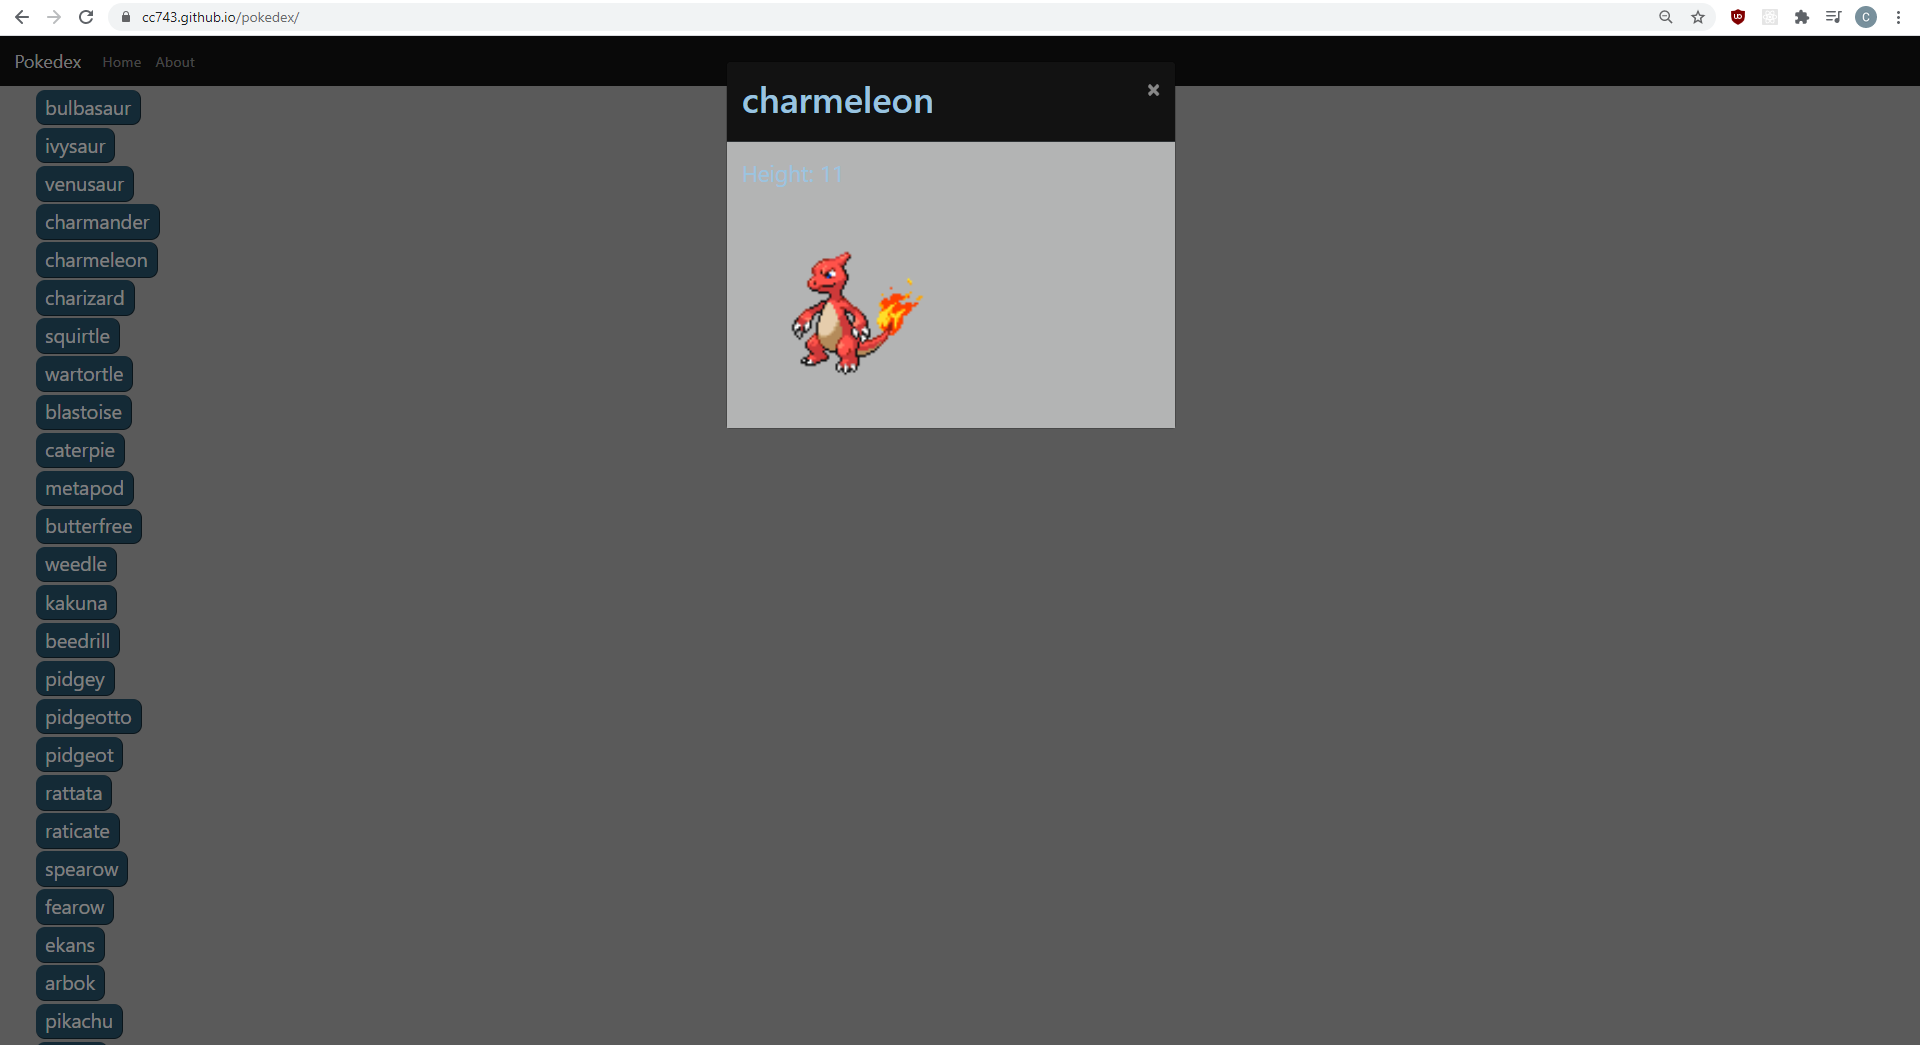 cc743.github.io/pokedex/
C
Pokedex Home About
charmeleon ×
Height: 11
bulbasaur
ivysaur
venusaur
charmander
charmeleon
charizard
squirtle
wartortle
blastoise
caterpie
metapod
butterfree
weedle
kakuna
beedrill
pidgey
pidgeotto
pidgeot
rattata
raticate
spearow
fearow
ekans
arbok
pikachu